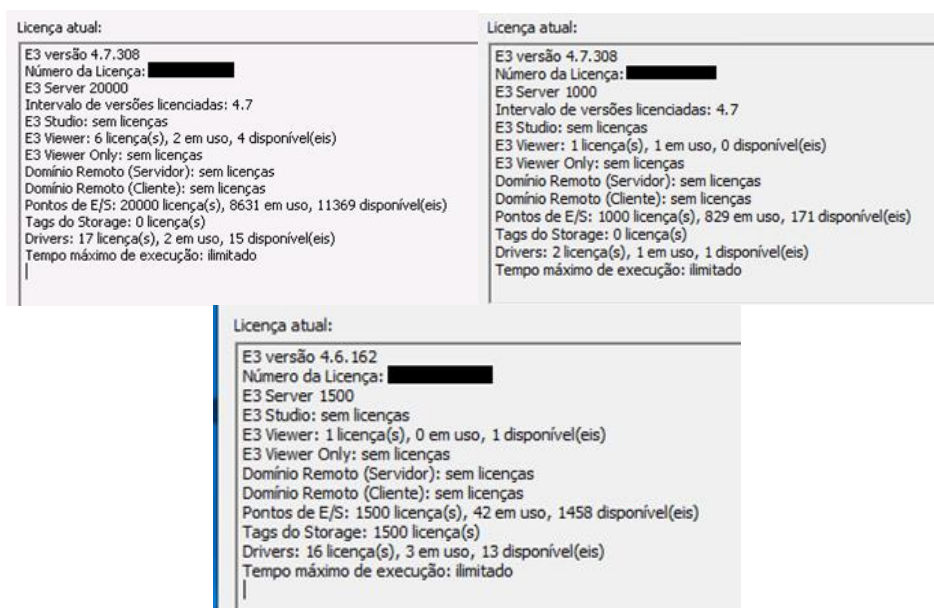 Licença atual:
E3 versão 4.7.308
Número da Licença:
E3 Server 20000
Intervalo de versões licenciadas: 4.7
E3 Studio: sem licenças
E3 Viewer: 6 licença(s), 2 em uso, 4 disponível(eis)
E3 Viewer Only: sem licenças
Domínio Remoto (Servidor): sem licenças
Domínio Remoto (Cliente): sem licenças
Pontos de E/S: 20000 licença(s), 8631 em uso, 11369 disponível(eis)
Tags do Storage: 0 licença(s)
Drivers: 17 licença(s), 2 em uso, 15 disponível(eis)
Tempo máximo de execução: ilimitado
Licença atual:
E3 versão 4.7.308
Número da Licença:
E3 Server 1000
Intervalo de versões licenciadas: 4.7
E3 Studio: sem licenças
E3 Viewer: 1 licença(s), 1 em uso, 0 disponível(eis)
E3 Viewer Only: sem licenças
Domínio Remoto (Servidor): sem licenças
Domínio Remoto (Cliente): sem licenças
Pontos de E/S: 1000 licença(s), 829 em uso, 171 disponível(eis)
Tags do Storage: 0 licença(s)
Drivers: 2 licença(s), 1 em uso, 1 disponível(eis)
Tempo máximo de execução: ilimitado
Licença atual:
E3 versão 4.6.162
Número da Licença:
E3 Server 1500
E3 Studio: sem licenças
E3 Viewer: 1 licença(s), 0 em uso, 1 disponível(eis)
E3 Viewer Only: sem licenças
Domínio Remoto (Servidor): sem licenças
Domínio Remoto (Cliente): sem licenças
Pontos de E/S: 1500 licença(s), 42 em uso, 1458 disponível(eis)
Tags do Storage: 1500 licença(s)
Drivers: 16 licença(s), 3 em uso, 13 disponível(eis)
Tempo máximo de execução: ilimitado